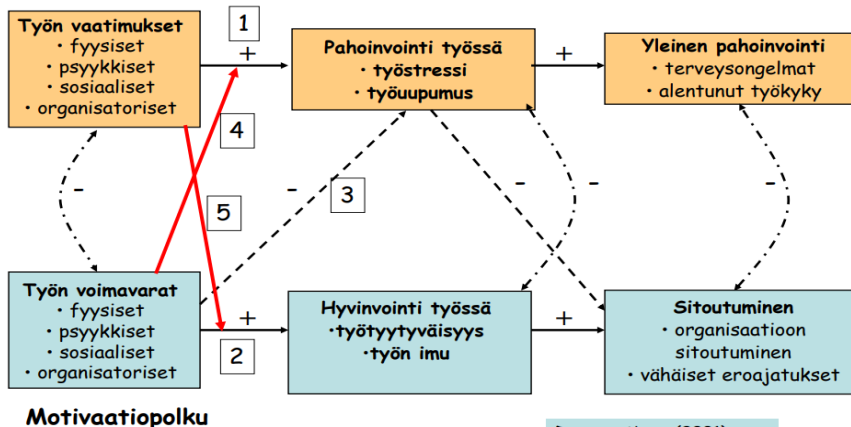 Työn vaatimukset
• fyysiset
• psyykkiset
• sosiaaliset
• organisatoriset
1
+
Pahoinvointi työssä
• työstressi
• työuupumus
+
Yleinen pahoinvointi
• terveysongelmat
• alentunut työkyky
4
-
5
-
3
-
-
-
Työn voimavarat
• fyysiset
• psyykkiset
• sosiaaliset
• organisatoriset
+
2
Hyvinvointi työssä
•työtyytyväisyys
•työn imu
+
Sitoutuminen
• organisaatioon
sitoutuminen
• vähäiset eroajatukset
Motivaatiopolku